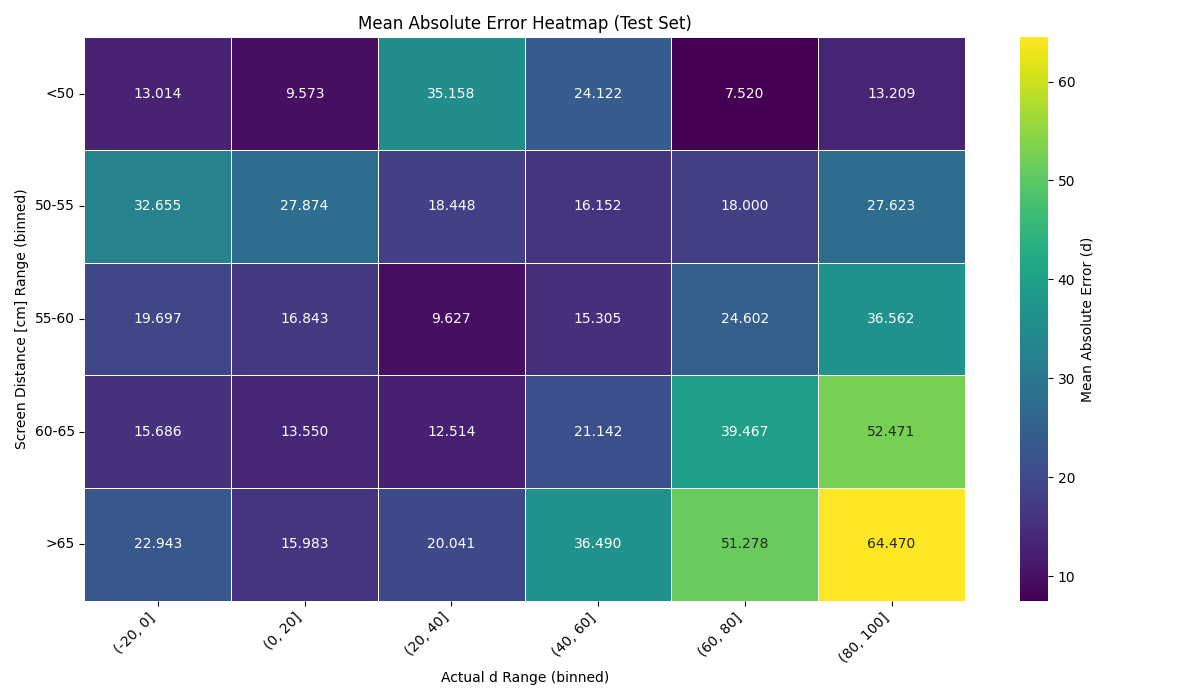 Mean Absolute Error Heatmap (Test Set)
Screen Distance [cm] Range (binned)
<50 13.014 9.573 35.158 24.122 7.520 13.209
50-55 32.655 27.874 18.448 16.152 18.000 27.623
55-60 19.697 16.843 9.627 15.305 24.602 36.562
60-65 15.686 13.550 12.514 21.142 39.467 52.471
>65 22.943 15.983 20.041 36.490 51.278 64.470
(-20, 0] (0, 20] (20, 40] (40, 60] (60, 80] (80, 100]
Actual d Range (binned)
60
50
40
30
20
10
Mean Absolute Error (d)